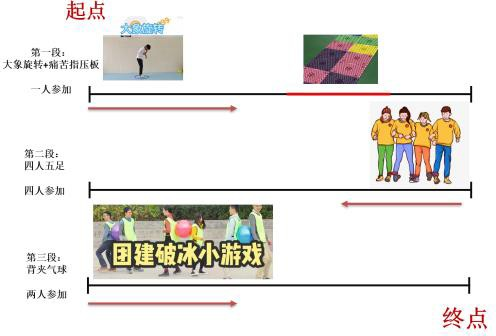 起点
大象旋转
第一段：
大象旋转+痛苦指压板
一人参加
第二段：
四人五足
四人参加
团建破冰小游戏
第三段：
背夹气球
两人参加
终点